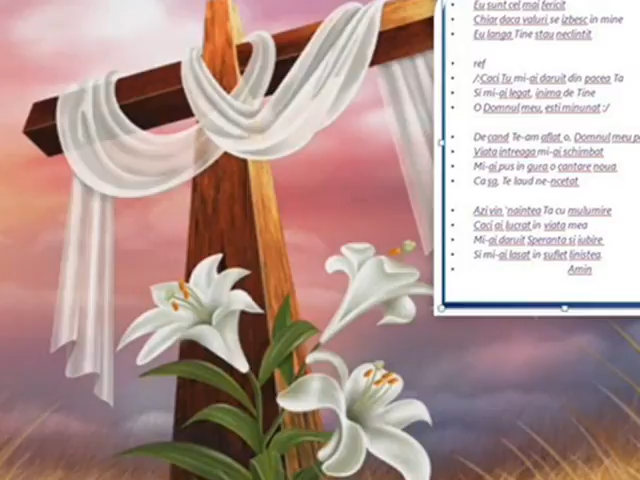 Eu sunt cel mai fericit
Chiar daca valuri se izbesc in mine
Eu langa Tine stau neclintit
ref
/:Caci Tu mi-ai daruit din pacea Ta
Si mi-ai legat, inima de Tine
O Domnul meu, esti minunat :/
De cand Te-am aflat o, Domnul meu
Viata intreaga mi-ai schimbat
Mi-ai pus in gura o cantare noua
Ca sa, Te laud ne-ncetat
Azi vin 'naintea Ta cu mulumire
Caci ai lucrat in viata mea
Mi-ai daruit Speranta si iubire
Si mi-ai lasat in suflet linistea.
Amin